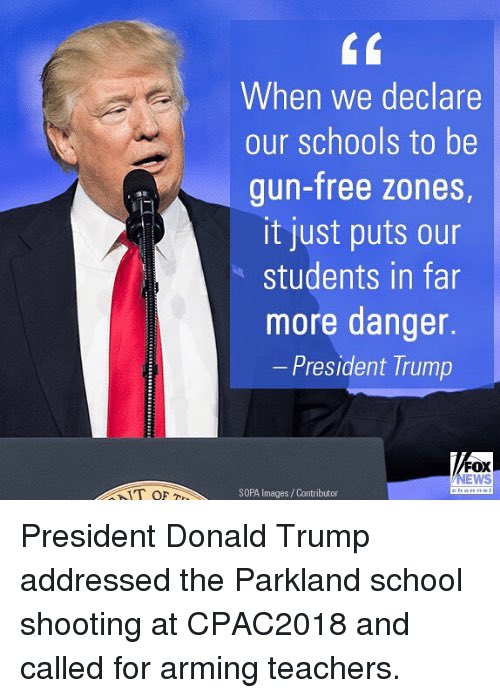 “
When we declare
our schools to be
gun-free zones,
it just puts our
students in far
more danger.
– President Trump
FOX
NEWS
channel
NT OF
SOPA Images / Contributor
President Donald Trump
addressed the Parkland school
shooting at CPAC2018 and
called for arming teachers.